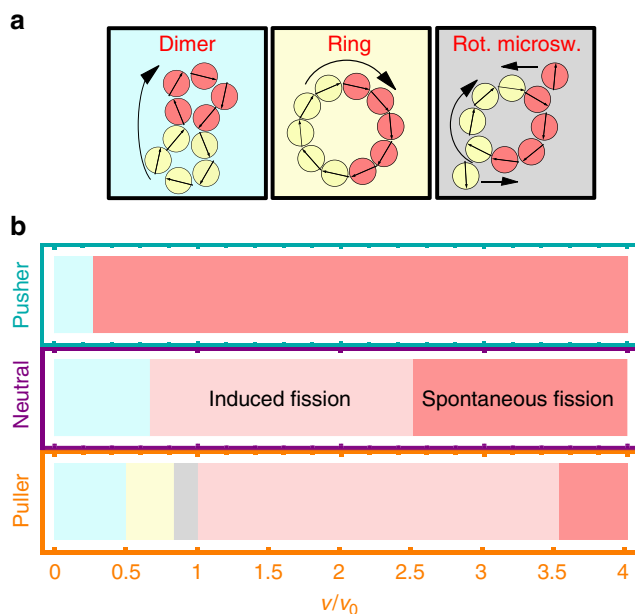 a
Dimer
Ring
Rot. microsw.
b
Pusher
Neutral
Induced fission
Spontaneous fission
Puller
0 0.5 1 1.5 2 2.5 3 3.5 4
v/v0